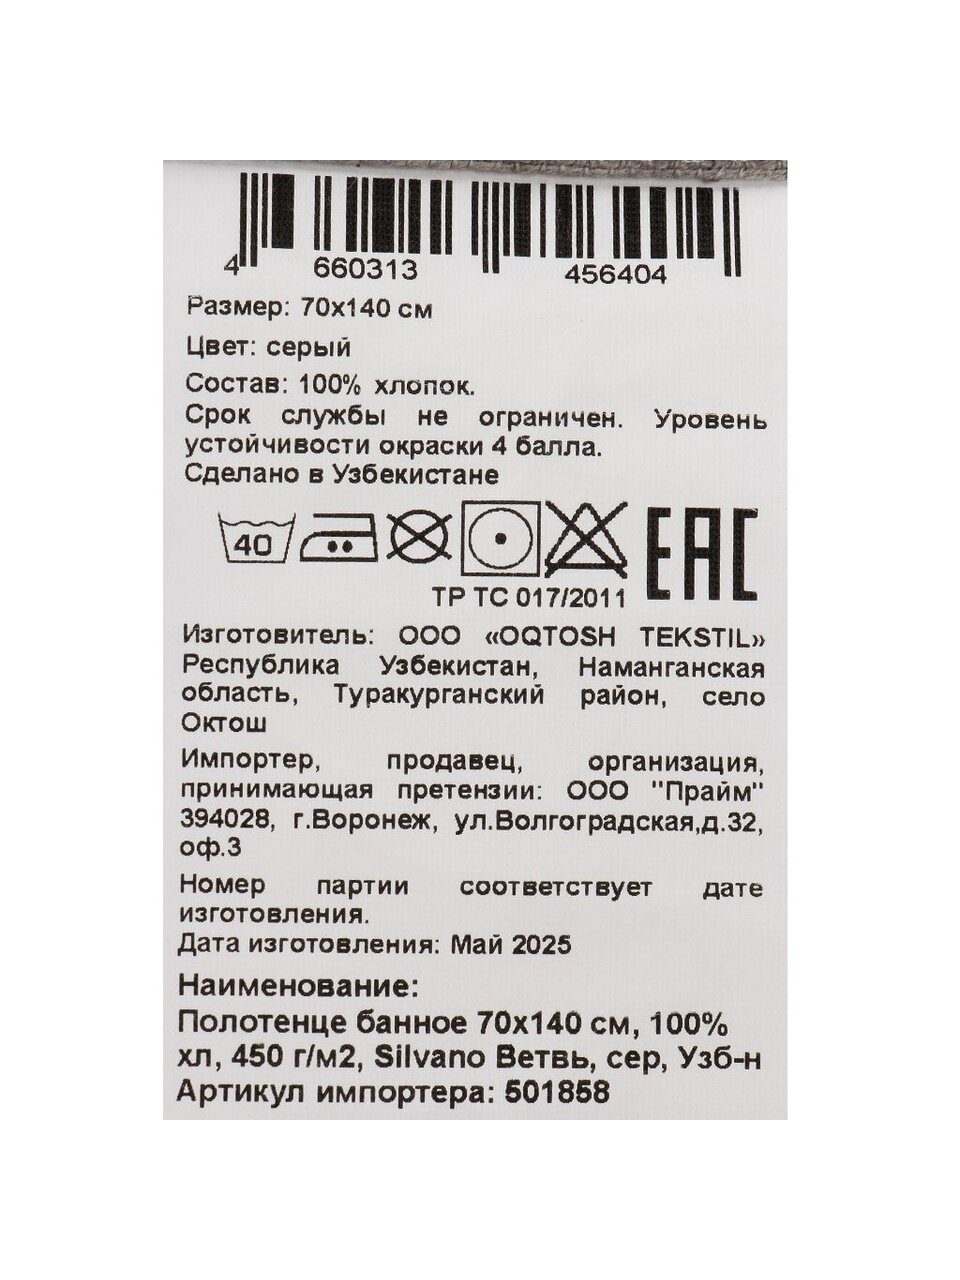 4 660313 456404
Размер: 70х140 см
Цвет: серый
Состав: 100% хлопок.
Срок службы не ограничен. Уровень
устойчивости окраски 4 балла.
Сделано в Узбекистане
40
EAC
ТР ТС 017/2011
Изготовитель: ООО «OQTOSH TEKSTIL»
Республика Узбекистан, Наманганская
область, Туракурганский район, село
Октош
Импортер, продавец, организация,
принимающая претензии: ООО "Прайм"
394028, г.Воронеж, ул.Волгоградская,д.32,
оф.3
Номер партии соответствует дате
изготовления.
Дата изготовления: Май 2025
Наименование:
Полотенце банное 70х140 см, 100%
хл, 450 г/м2, Silvano Ветвь, сер, Узб-н
Артикул импортера: 501858